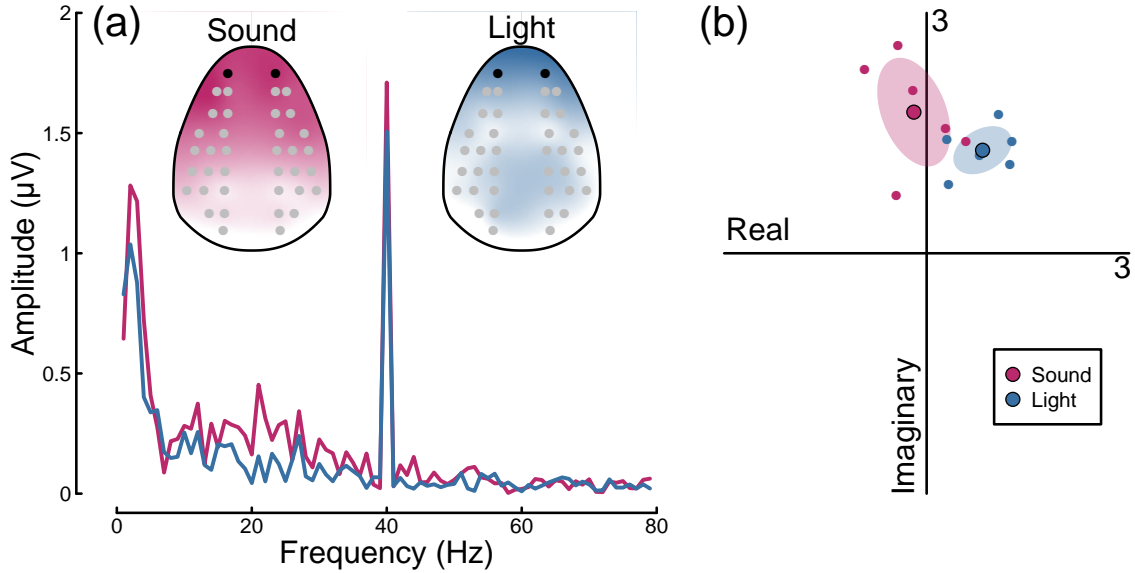 (a)
Sound
Light
2
1.5
1
0.5
0
Amplitude (μV)
0
20
40
60
80
Frequency (Hz)
(b)
3
Real
3
Imaginary
Sound
Light